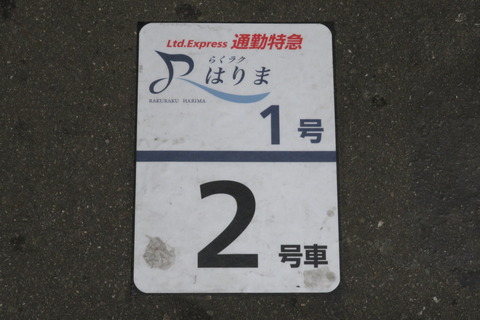 Ltd.Express 通勤特急
らくラク
はりま
RAKURAKU HARIMA
1号
2
号車